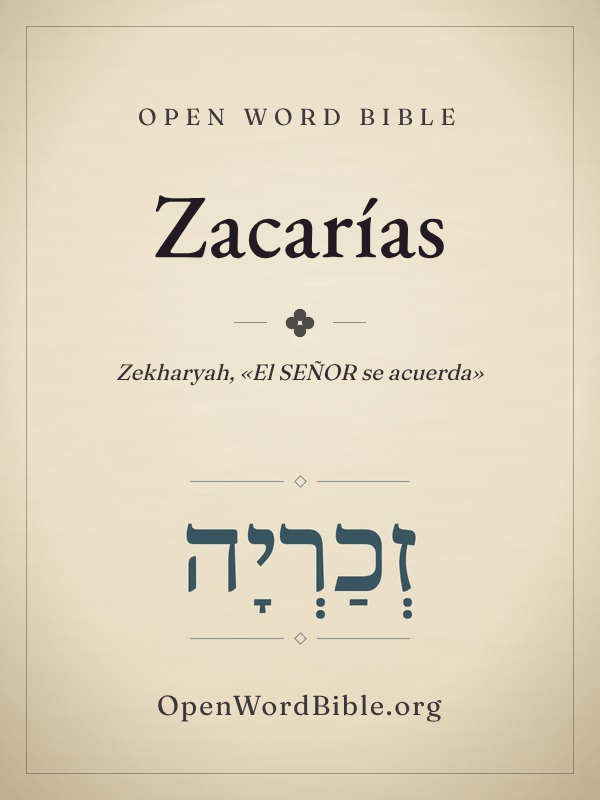 OPEN WORD BIBLE
Zacarías
Zekharyah, «El SEÑOR se acuerda»
זְכַרְיָה
OpenWordBible.org